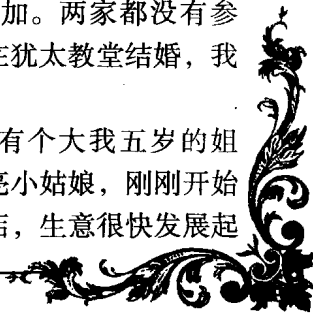 加。两家都没有参
在犹太教堂结婚，我
有个大我五岁的姐
亮小姑娘，刚刚开始
店，生意很快发展起